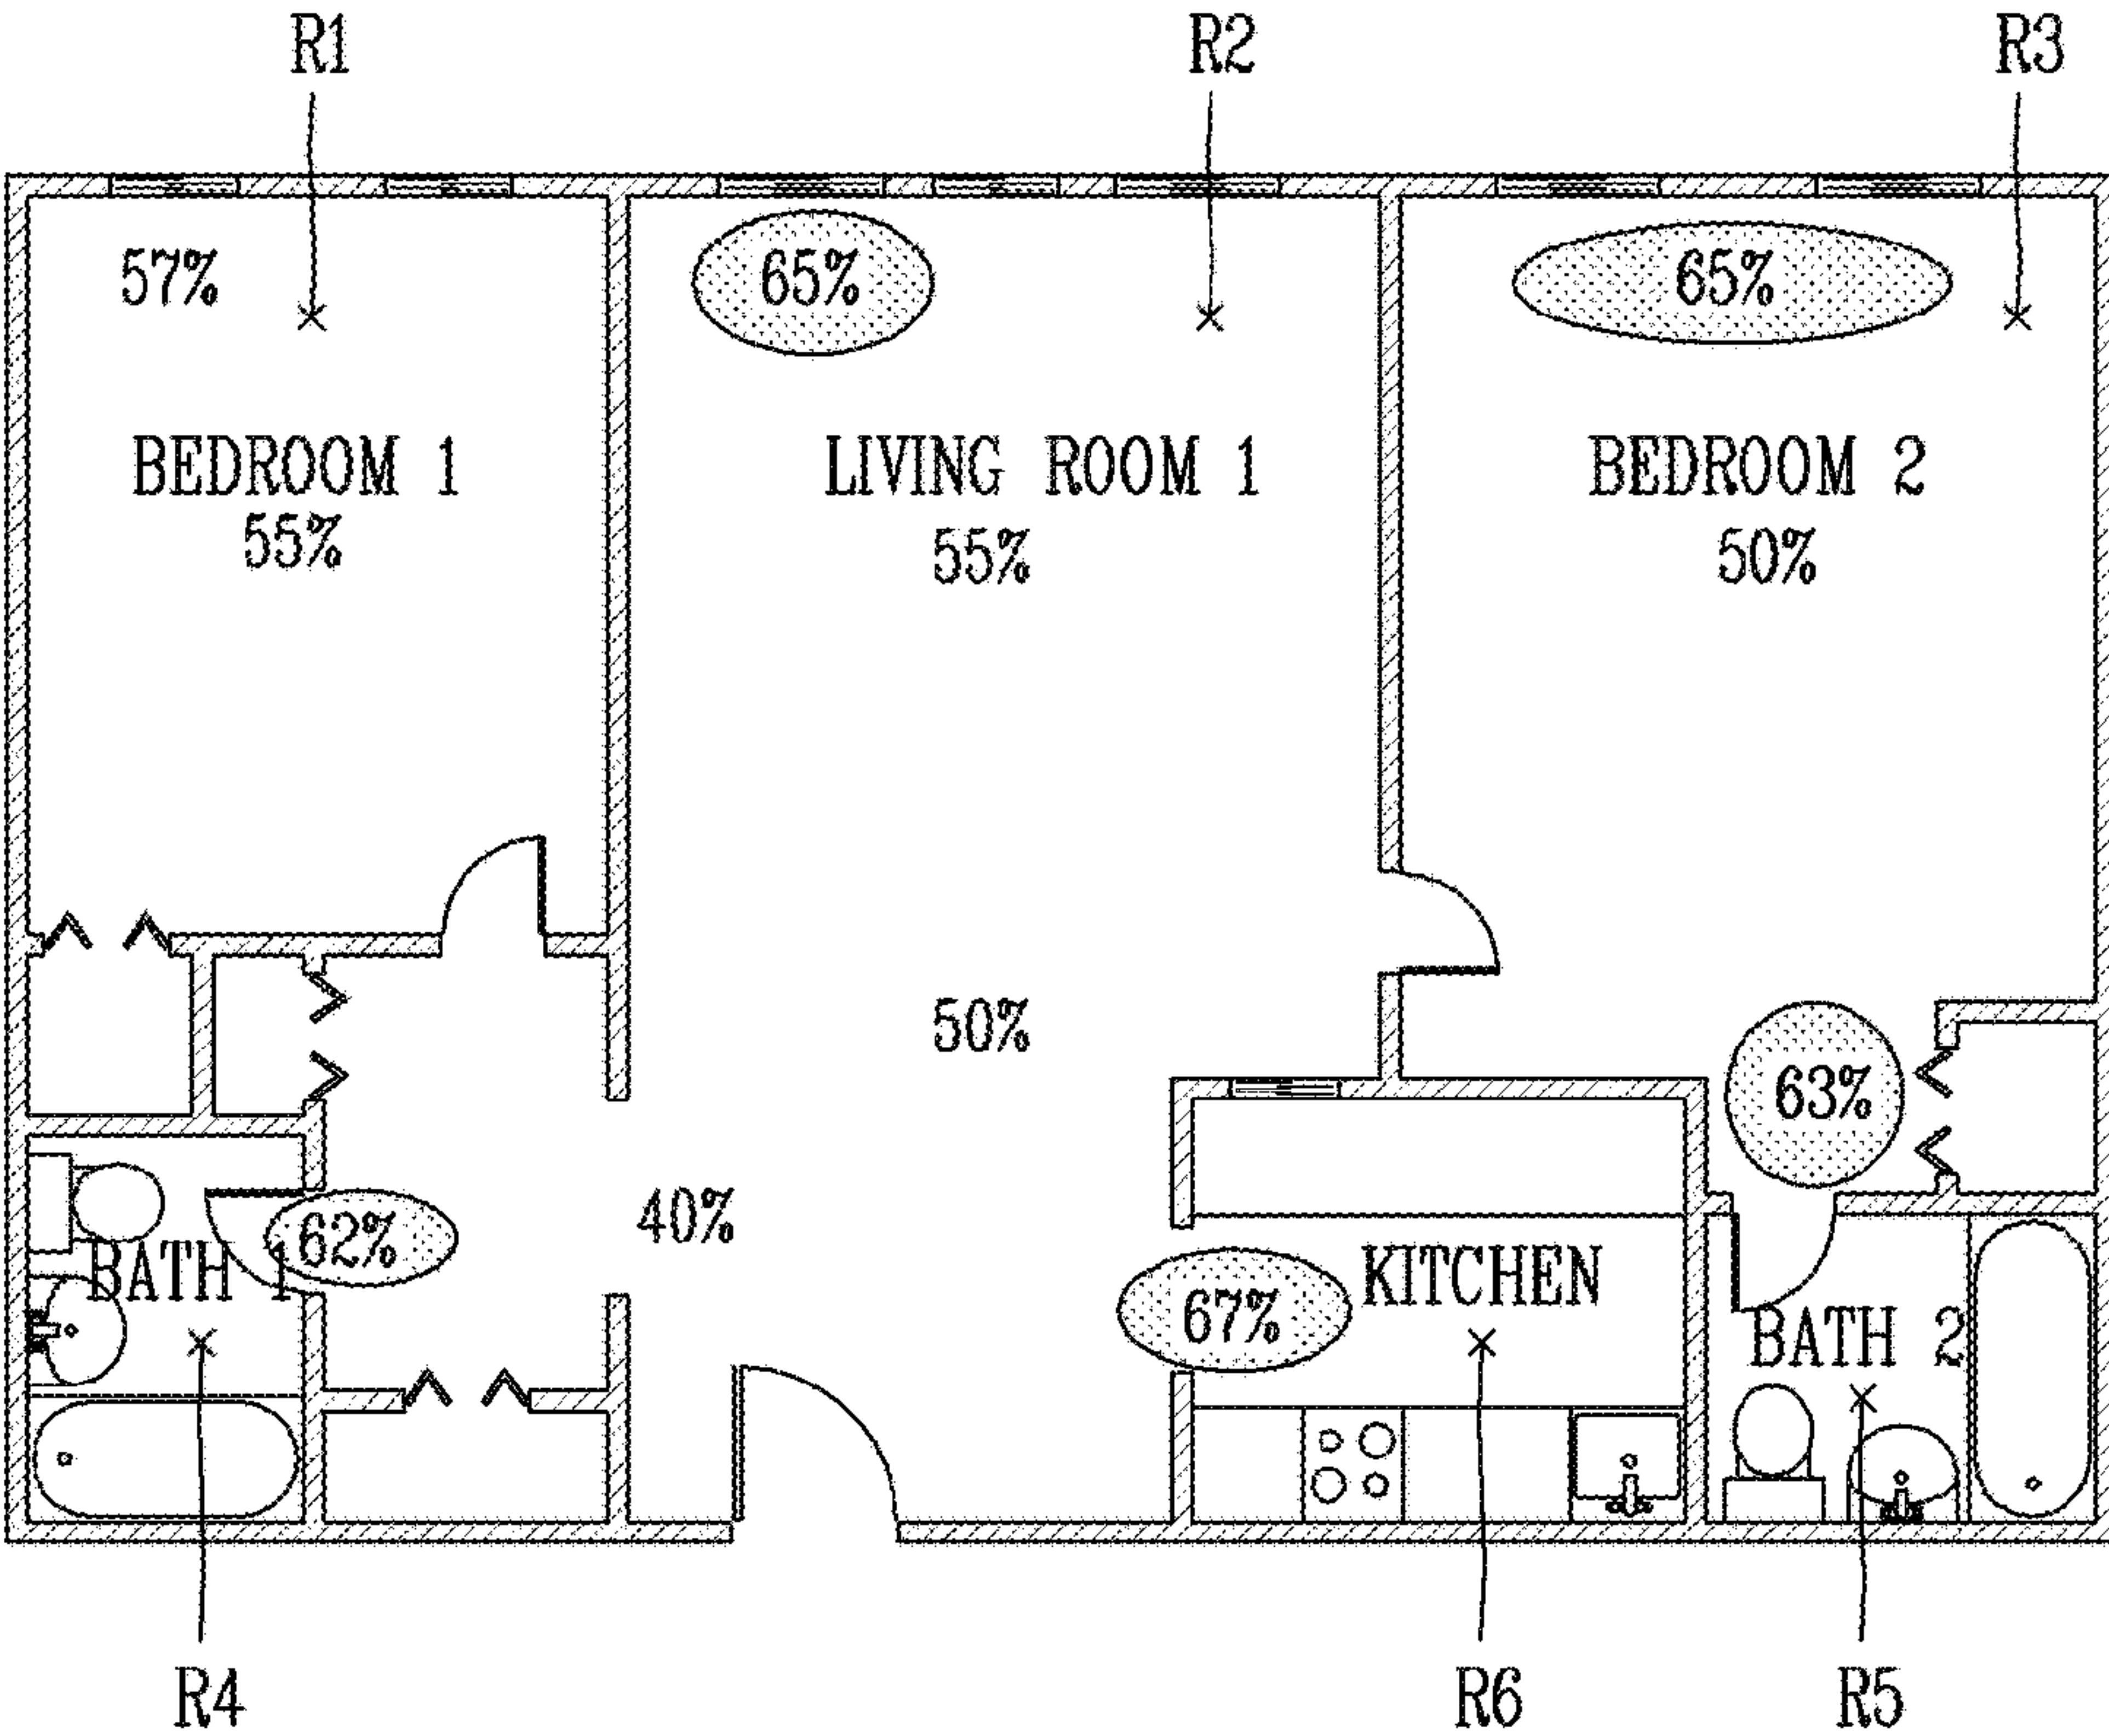 R1
R2
R3
57%
65%
65%
BEDROOM 1
55%
LIVING ROOM 1
55%
BEDROOM 2
50%
50%
63%
40%
62%
BATH 1
67%
KITCHEN
BATH 2
R4
R6
R5